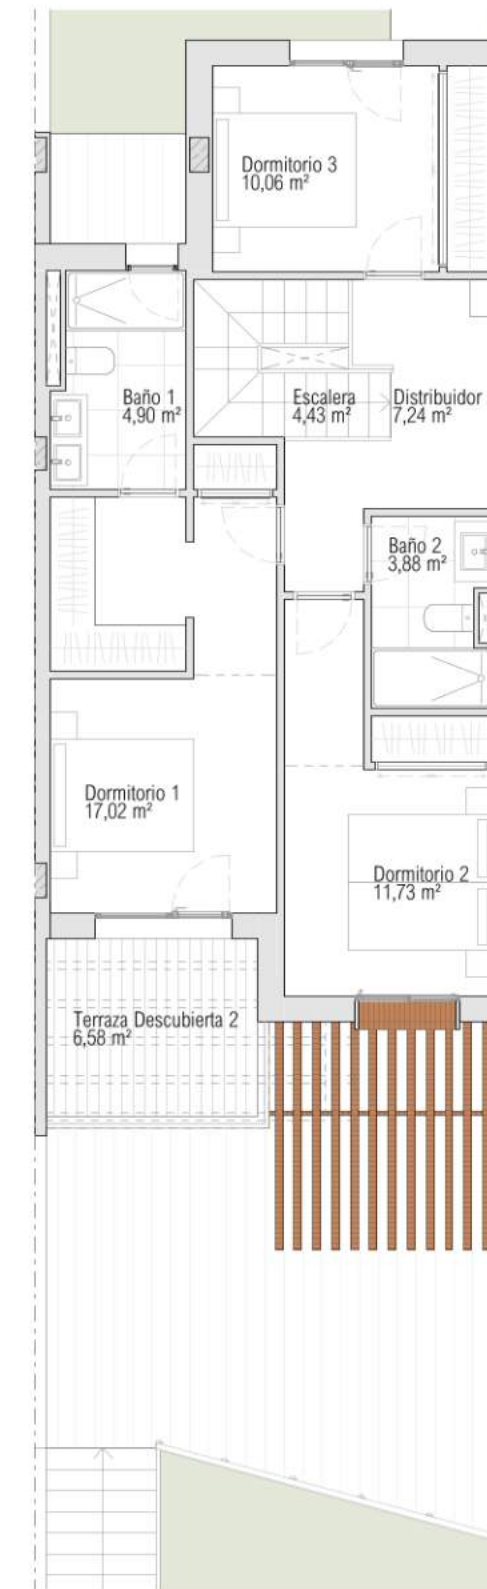 Dormitorio 3
10,06 m²
Baño 1
4,90 m²
Escalera
4,43 m²
Distribuidor
7,24 m²
Baño 2
3,88 m²
Dormitorio 1
17,02 m²
Dormitorio 2
11,73 m²
Terraza Descubierta 2
6,58 m²